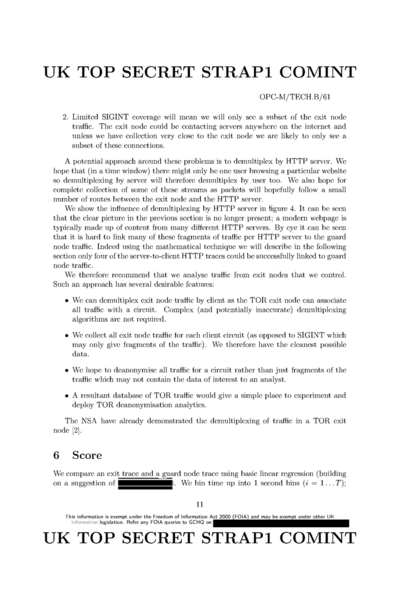 UK TOP SECRET STRAP1 COMINT
OPC-M/TECH.B/61
2. Limited SIGINT coverage will mean we will only see a subset of the exit node
traffic. The exit node could be contacting servers anywhere on the internet and
unless we have collection very close to the exit node we are likely to only see a
subset of these connections.
A potential approach around these problems is to demultiplex by HTTP server. We
hope that (in a time window) there might only be one user browsing a particular website
so demultiplexing by server will therefore demultiplex by user too. We also hope for
complete collection of some of these streams as packets will hopefully follow a small
number of routes between the exit node and the HTTP server.
We show the influence of demultiplexing by HTTP server in figure 4. It can be seen
that the clear picture in the previous section is no longer present; a modern webpage is
typically made up of content from many different HTTP servers. By eye it can be seen
that it is hard to link many of these fragments of traffic per HTTP server to the guard
node traffic. Indeed using the mathematical technique we will describe in the following
section only four of the server-to-client HTTP traces could be successfully linked to guard
node traffic.
We therefore recommend that we analyse traffic from exit nodes that we control.
Such an approach has several desirable features:
• We can demultiplex exit node traffic by client as the TOR exit node can associate
all traffic with a circuit. Complex (and potentially inaccurate) demultiplexing
algorithms are not required.
• We collect all exit node traffic for each client circuit (as opposed to SIGINT which
may only give fragments of the traffic). We therefore have the cleanest possible
data.
• We hope to deanonymise all traffic for a circuit rather than just fragments of the
traffic which may not contain the data of interest to an analyst.
• A resultant database of TOR traffic would give a simple place to experiment and
deploy TOR deanonymisation analytics.
The NSA have already demonstrated the demultiplexing of traffic in a TOR exit
node [2].
6 Score
We compare an exit trace and a guard node trace using basic linear regression (building
on a suggestion of . We bin time up into 1 second bins (i = 1 . . . T);
11
This information is exempt under the Freedom of Information Act 2000 (FOIA) and may be exempt under other UK
information legislation. Refer any FOIA queries to GCHQ on
UK TOP SECRET STRAP1 COMINT